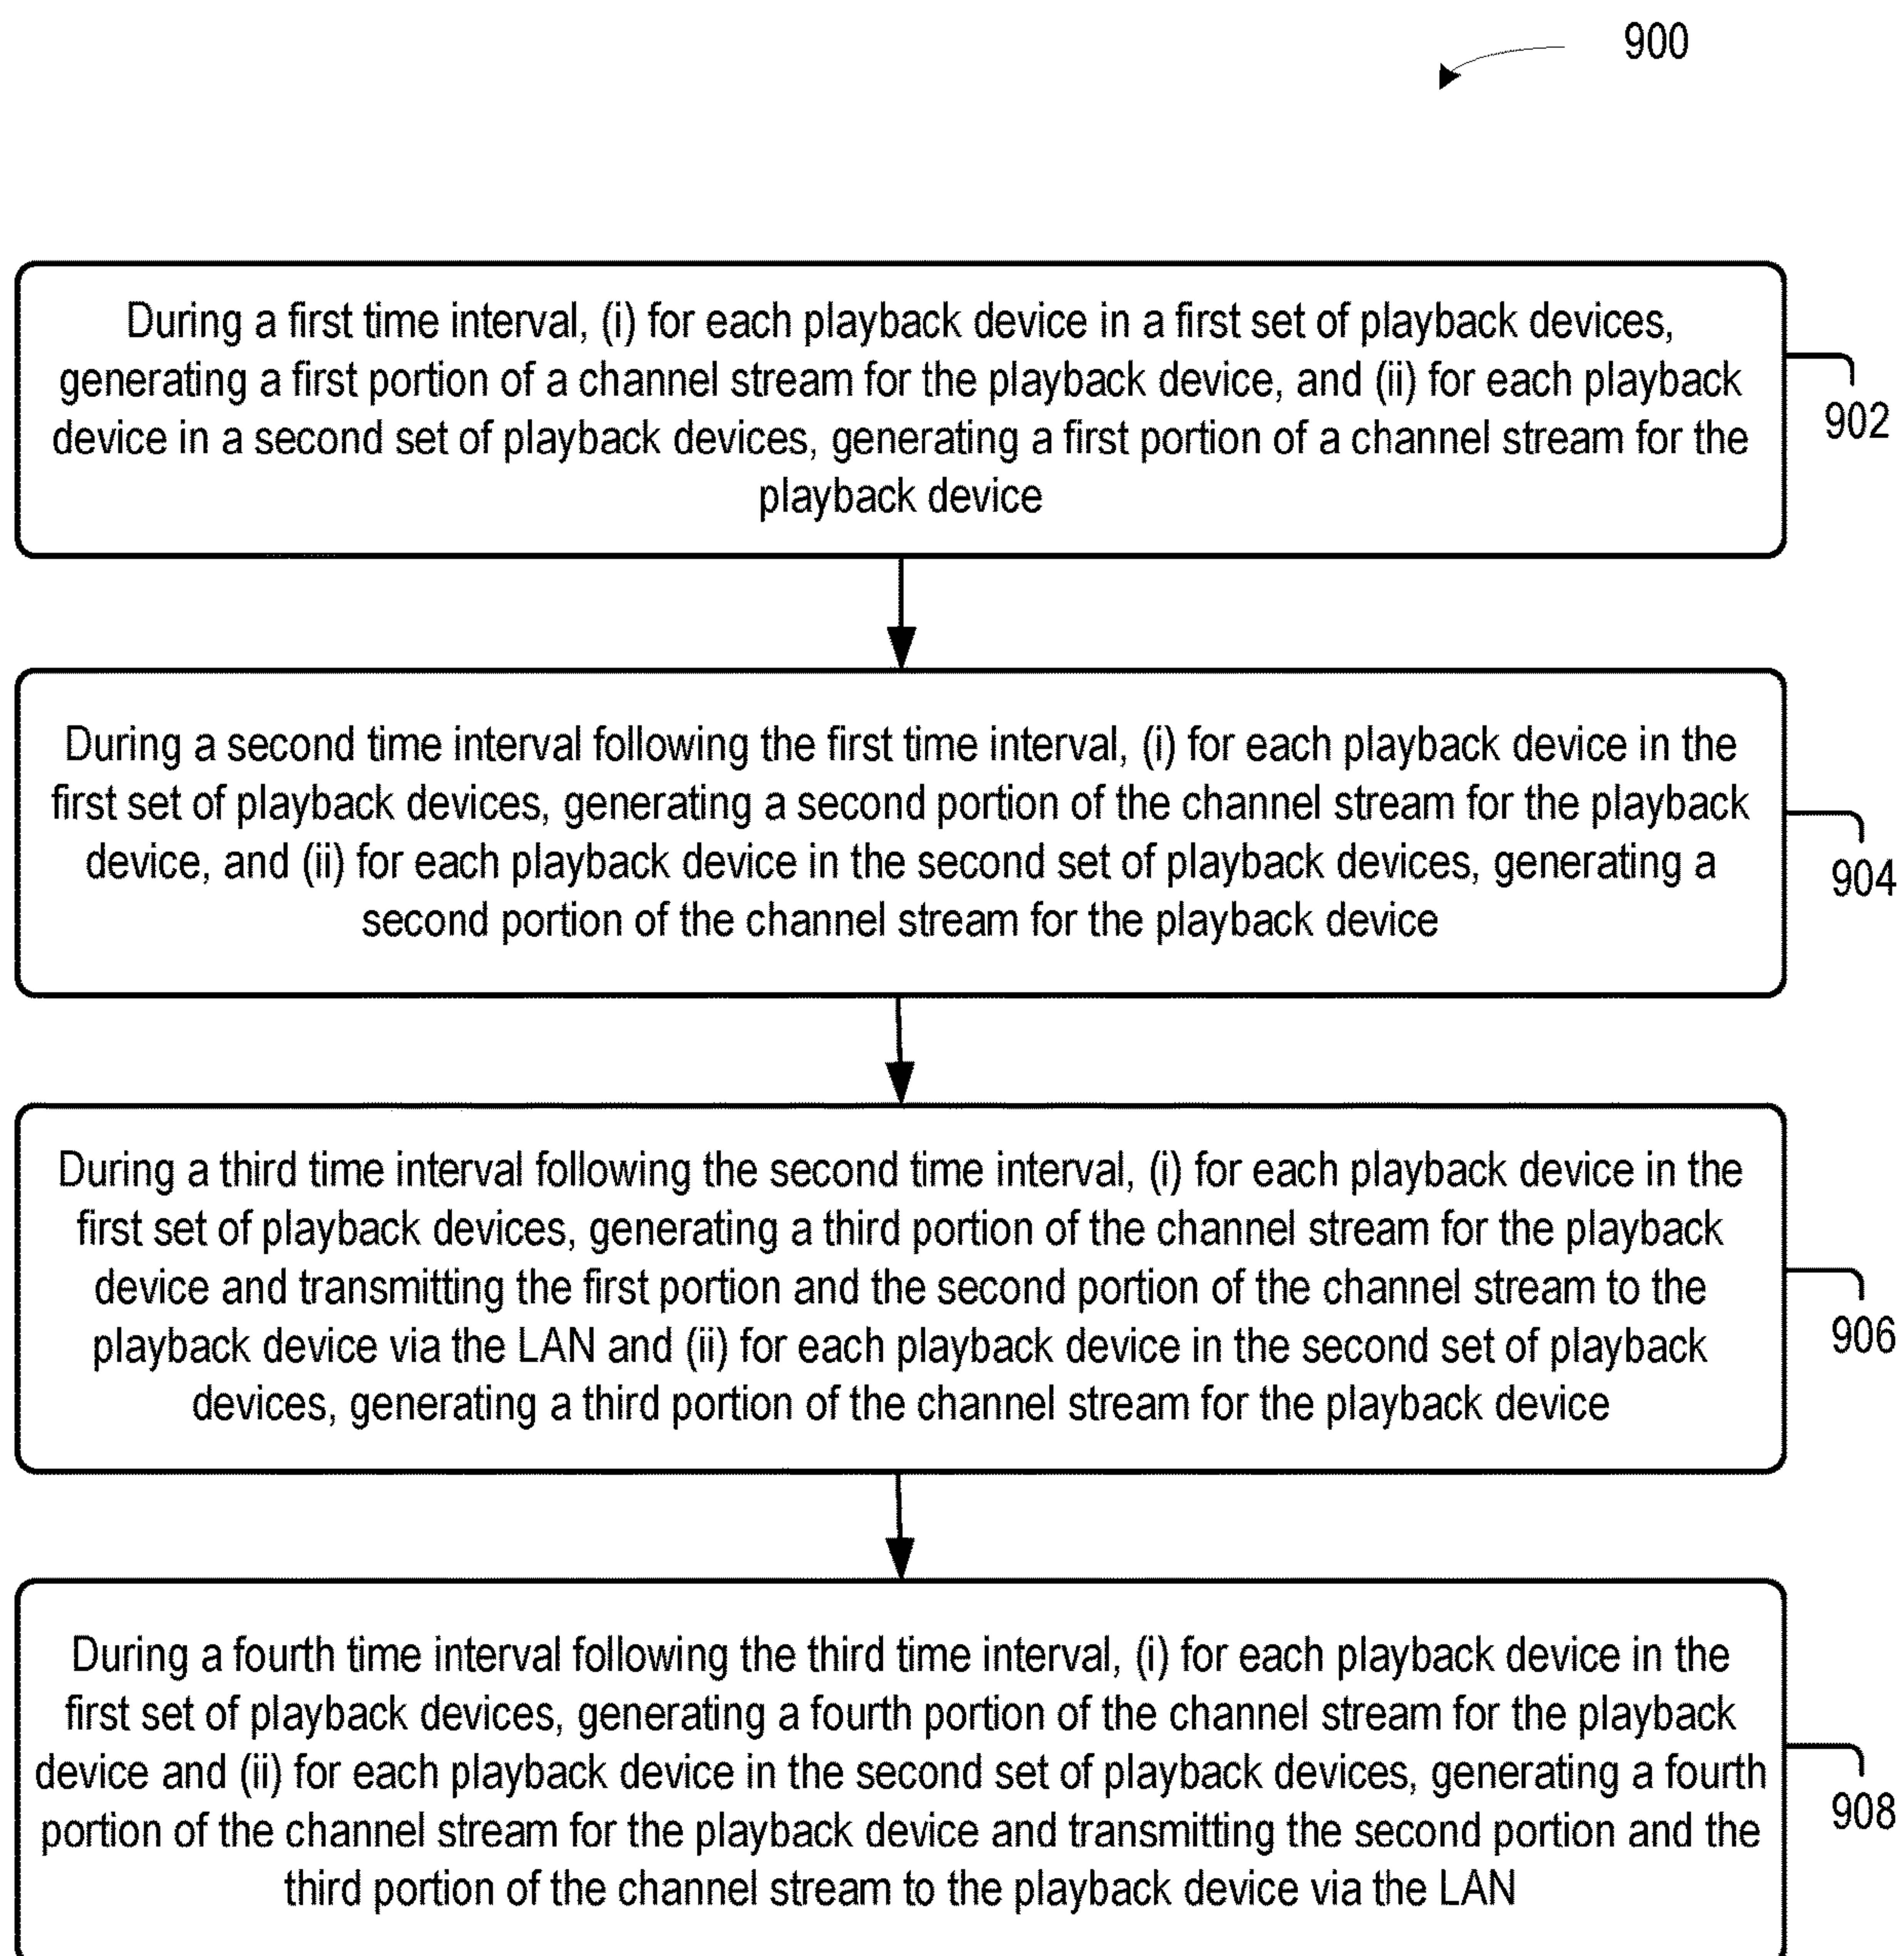 900
During a first time interval, (i) for each playback device in a first set of playback devices,
generating a first portion of a channel stream for the playback device, and (ii) for each playback
device in a second set of playback devices, generating a first portion of a channel stream for the
playback device
902
During a second time interval following the first time interval, (i) for each playback device in the
first set of playback devices, generating a second portion of the channel stream for the playback
device, and (ii) for each playback device in the second set of playback devices, generating a
second portion of the channel stream for the playback device
904
During a third time interval following the second time interval, (i) for each playback device in the
first set of playback devices, generating a third portion of the channel stream for the playback
device and transmitting the first portion and the second portion of the channel stream to the
playback device via the LAN and (ii) for each playback device in the second set of playback
devices, generating a third portion of the channel stream for the playback device
906
During a fourth time interval following the third time interval, (i) for each playback device in the
first set of playback devices, generating a fourth portion of the channel stream for the playback
device and (ii) for each playback device in the second set of playback devices, generating a fourth
portion of the channel stream for the playback device and transmitting the second portion and the
third portion of the channel stream to the playback device via the LAN
908